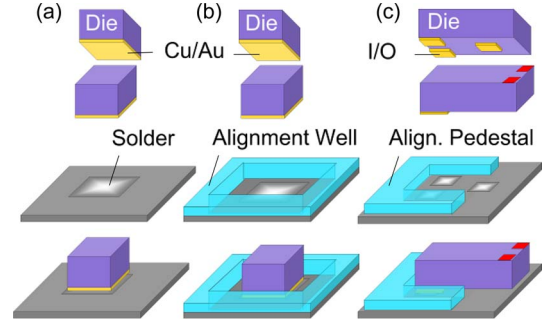 (a)
(b)
(c)
Die
Die
Die
Cu/Au
I/O
Solder
Alignment Well
Align. Pedestal